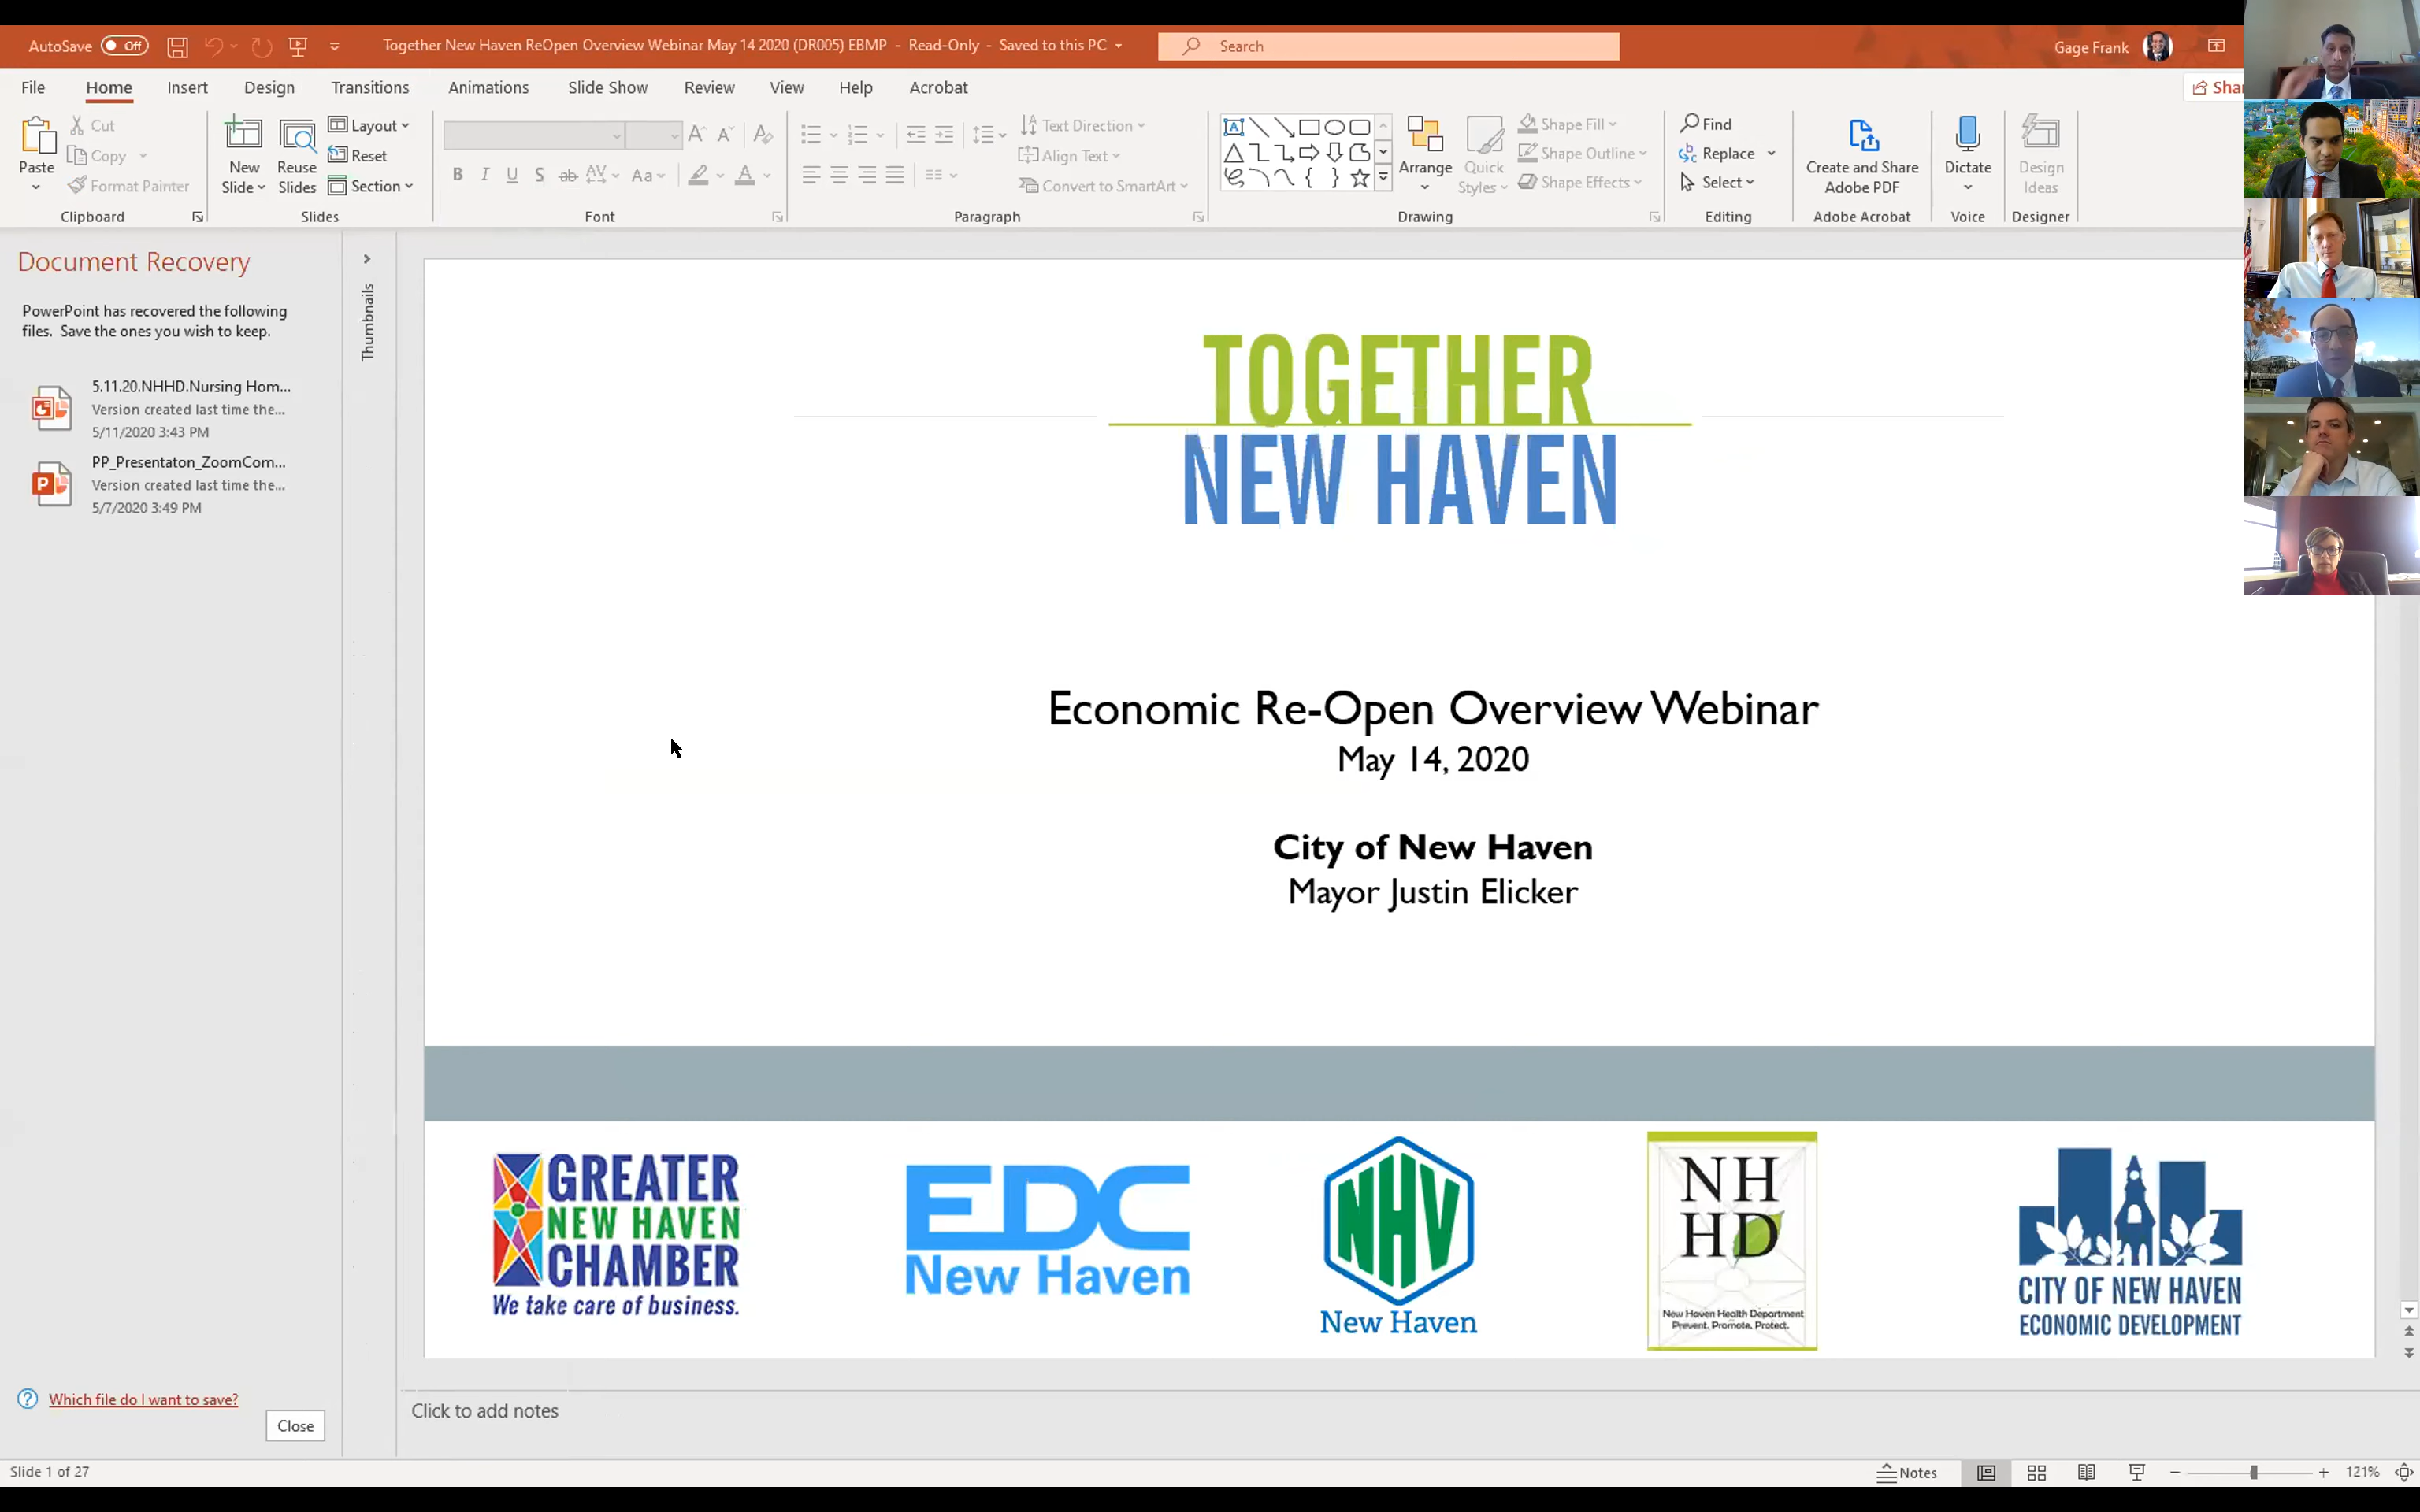 AutoSave Off
Together New Haven ReOpen Overview Webinar May 14 2020 (DR005) EBMP - Read-Only - Saved to this PC
Search
Gage Frank
File Home Insert Design Transitions Animations Slide Show Review View Help Acrobat
Paste
Cut
Copy
Format Painter
Clipboard
New Slide
Reuse Slides
Layout
Reset
Section
Slides
Font
Text Direction
Align Text
Convert to SmartArt
Paragraph
Arrange
Quick Styles
Shape Fill
Shape Outline
Shape Effects
Drawing
Find
Replace
Select
Editing
Create and Share
Adobe PDF
Adobe Acrobat
Dictate
Voice
Design
Ideas
Designer
Document Recovery
PowerPoint has recovered the following
files. Save the ones you wish to keep.
5.11.20.NHHD.Nursing Hom...
Version created last time the...
5/11/2020 3:43 PM
PP_Presentaton_ZoomCom...
Version created last time the...
5/7/2020 3:49 PM
Which file do I want to save?
Close
Thumbnails
TOGETHER
NEW HAVEN
Economic Re-Open Overview Webinar
May 14, 2020
City of New Haven
Mayor Justin Elicker
GREATER
NEW HAVEN
CHAMBER
We take care of business.
EDC
New Haven
NHV
New Haven
NH
HD
New Haven Health Department
Prevent. Promote. Protect.
CITY OF NEW HAVEN
ECONOMIC DEVELOPMENT
Click to add notes
Slide 1 of 27
Notes
121%